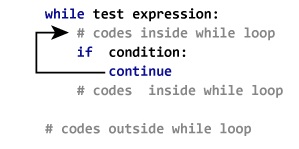 while test expression:
# codes inside while loop
if condition:
continue
# codes inside while loop
# codes outside while loop